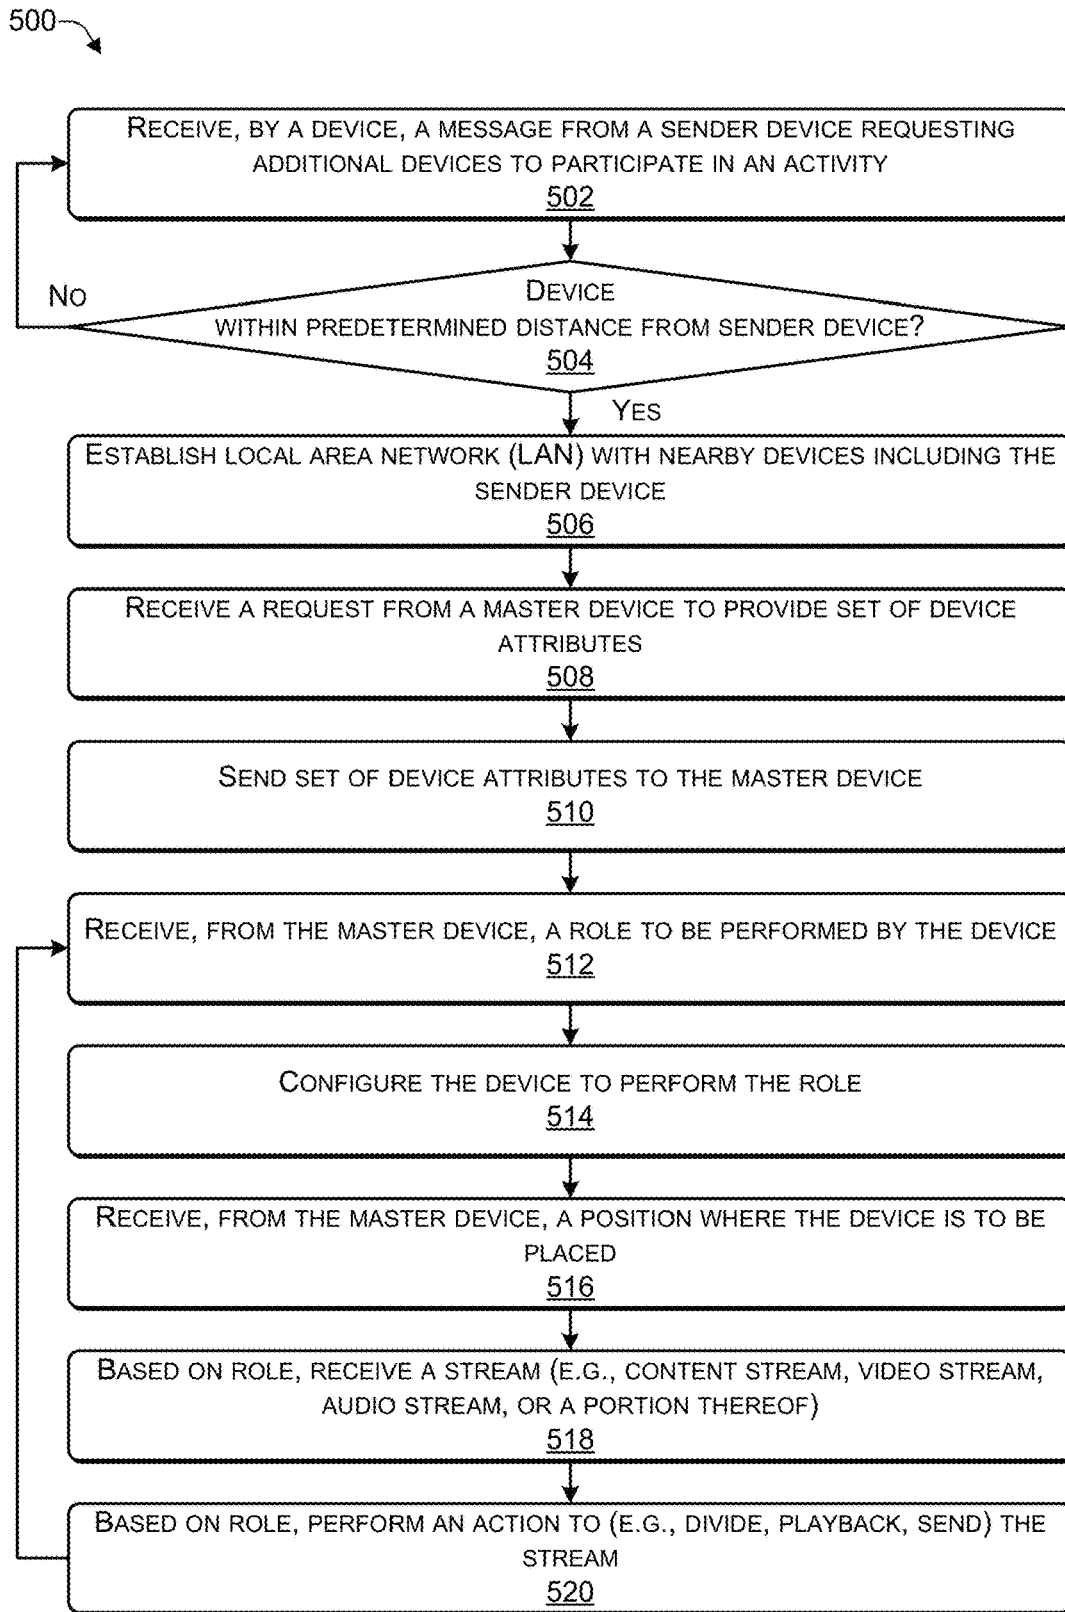 500
RECEIVE, BY A DEVICE, A MESSAGE FROM A SENDER DEVICE REQUESTING
ADDITIONAL DEVICES TO PARTICIPATE IN AN ACTIVITY
502
NO
DEVICE
WITHIN PREDETERMINED DISTANCE FROM SENDER DEVICE?
504
YES
ESTABLISH LOCAL AREA NETWORK (LAN) WITH NEARBY DEVICES INCLUDING THE
SENDER DEVICE
506
RECEIVE A REQUEST FROM A MASTER DEVICE TO PROVIDE SET OF DEVICE
ATTRIBUTES
508
SEND SET OF DEVICE ATTRIBUTES TO THE MASTER DEVICE
510
RECEIVE, FROM THE MASTER DEVICE, A ROLE TO BE PERFORMED BY THE DEVICE
512
CONFIGURE THE DEVICE TO PERFORM THE ROLE
514
RECEIVE, FROM THE MASTER DEVICE, A POSITION WHERE THE DEVICE IS TO BE
PLACED
516
BASED ON ROLE, RECEIVE A STREAM (E.G., CONTENT STREAM, VIDEO STREAM,
AUDIO STREAM, OR A PORTION THEREOF)
518
BASED ON ROLE, PERFORM AN ACTION TO (E.G., DIVIDE, PLAYBACK, SEND) THE
STREAM
520